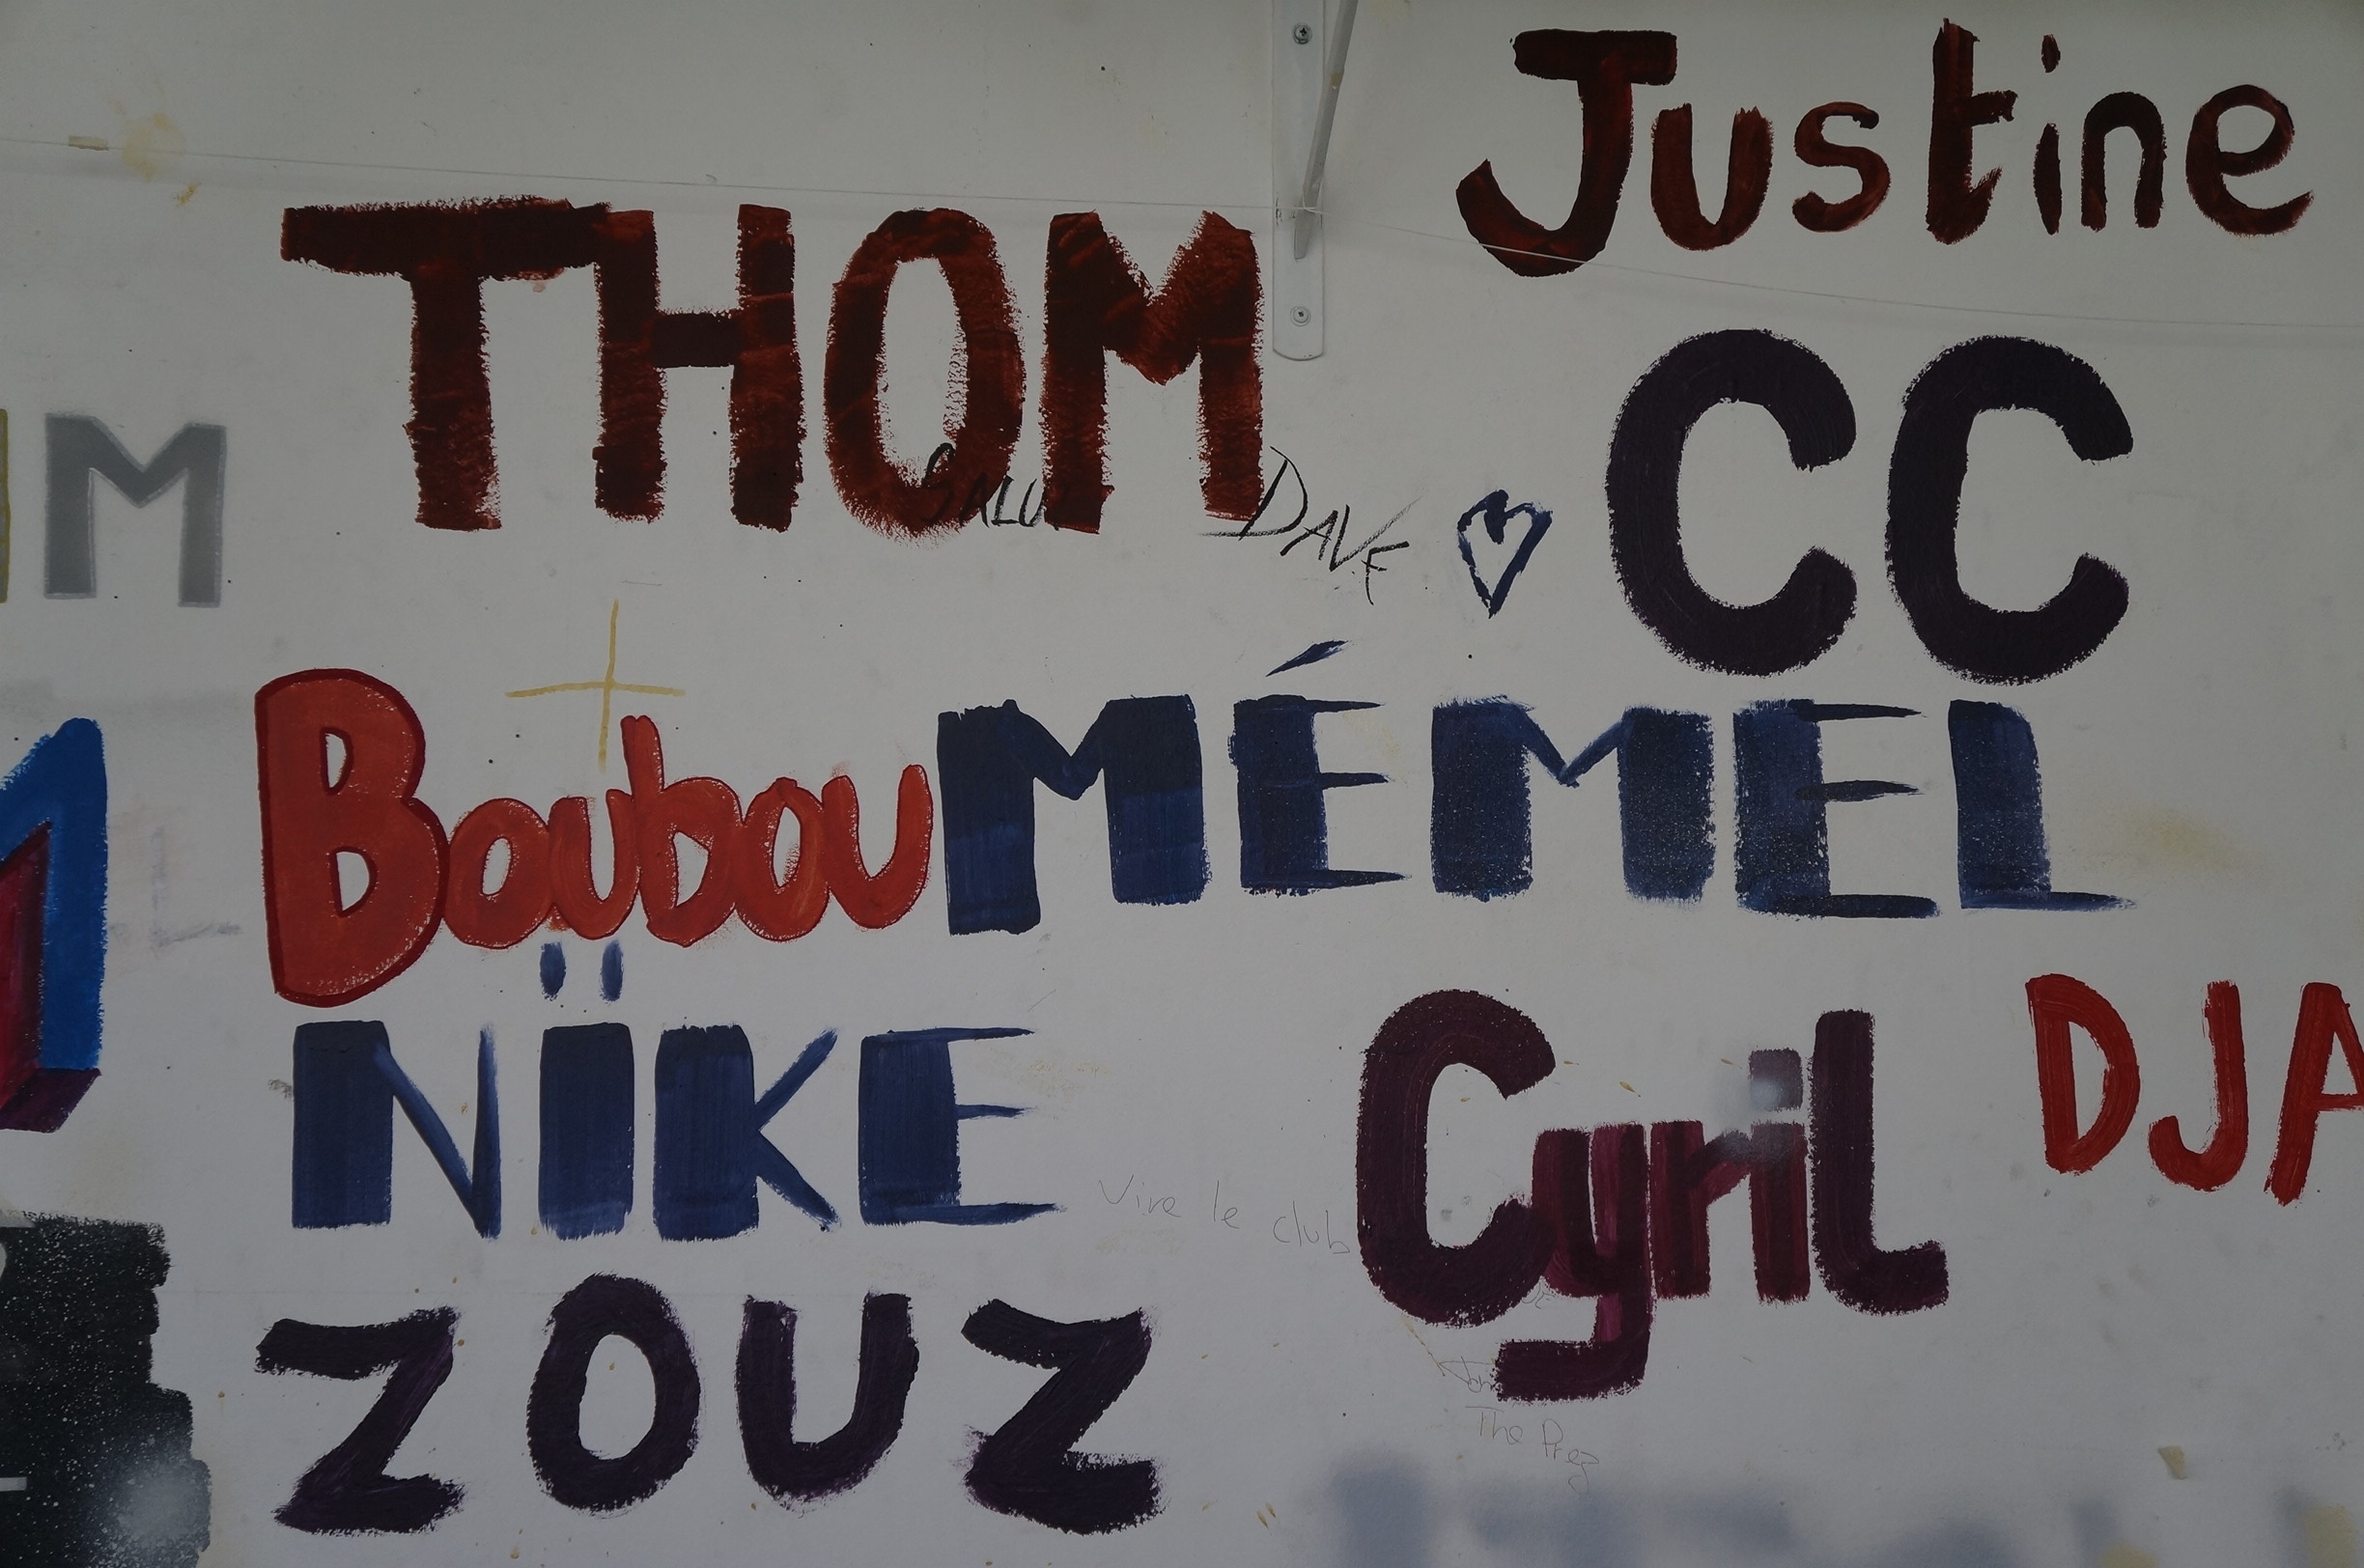 Justine
THOM
CC
M
SALUT
DAVE
Boubou
MÉMEL
NÏKE
Cyril
DJA
Vive le club
ZOUZ
The Prez